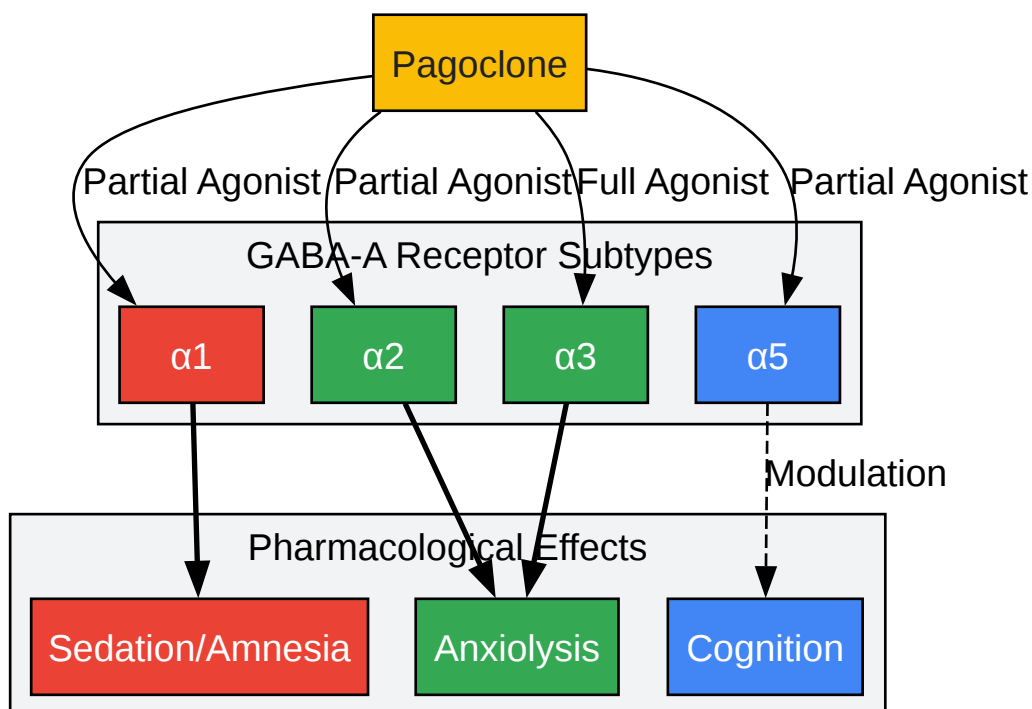 Pagoclone
Partial Agonist
Partial Agonist
Full Agonist
Partial Agonist
GABA-A Receptor Subtypes
α1
α2
α3
α5
Modulation
Pharmacological Effects
Sedation/Amnesia
Anxiolysis
Cognition